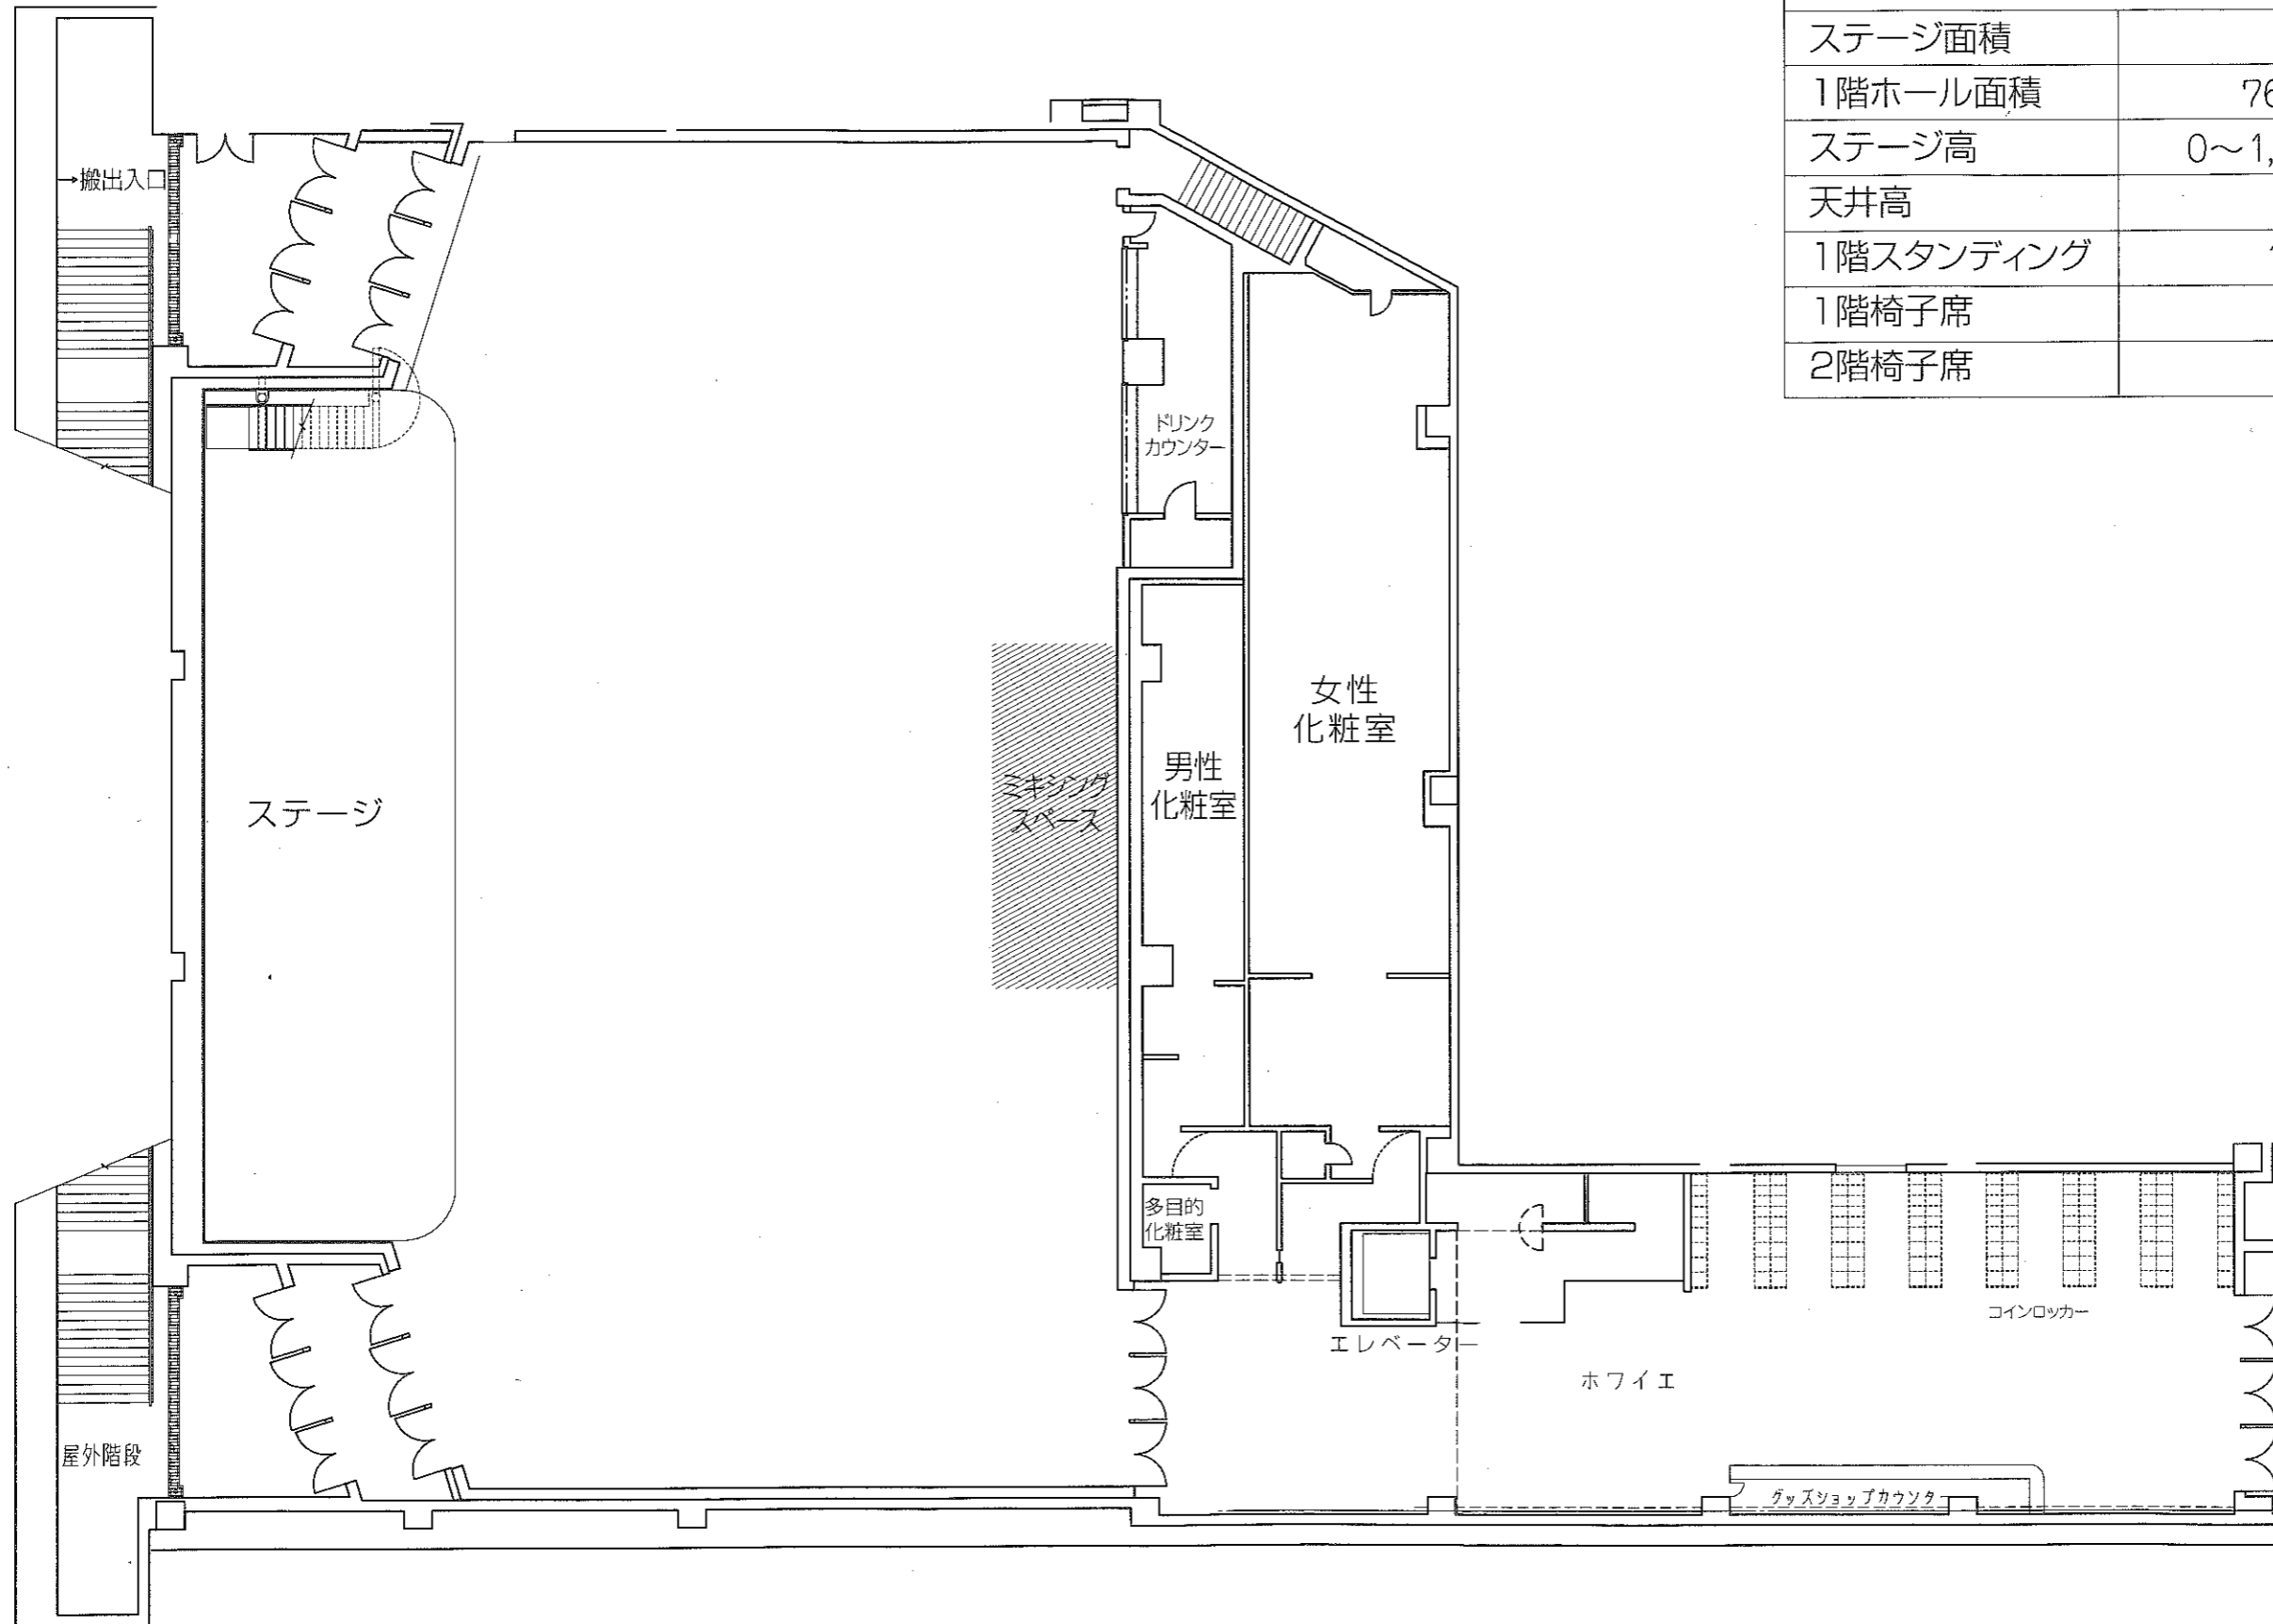 ステージ面積
1階ホール面積 76
ステージ高 0～1,
天井高
1階スタンディング
1階椅子席
2階椅子席
→搬出入口
ドリンク
カウンター
女性
化粧室
男性
化粧室
ミキシング
スペース
ステージ
多目的
化粧室
コインロッカー
エレベーター
ホワイエ
屋外階段
グッズショップカウンター